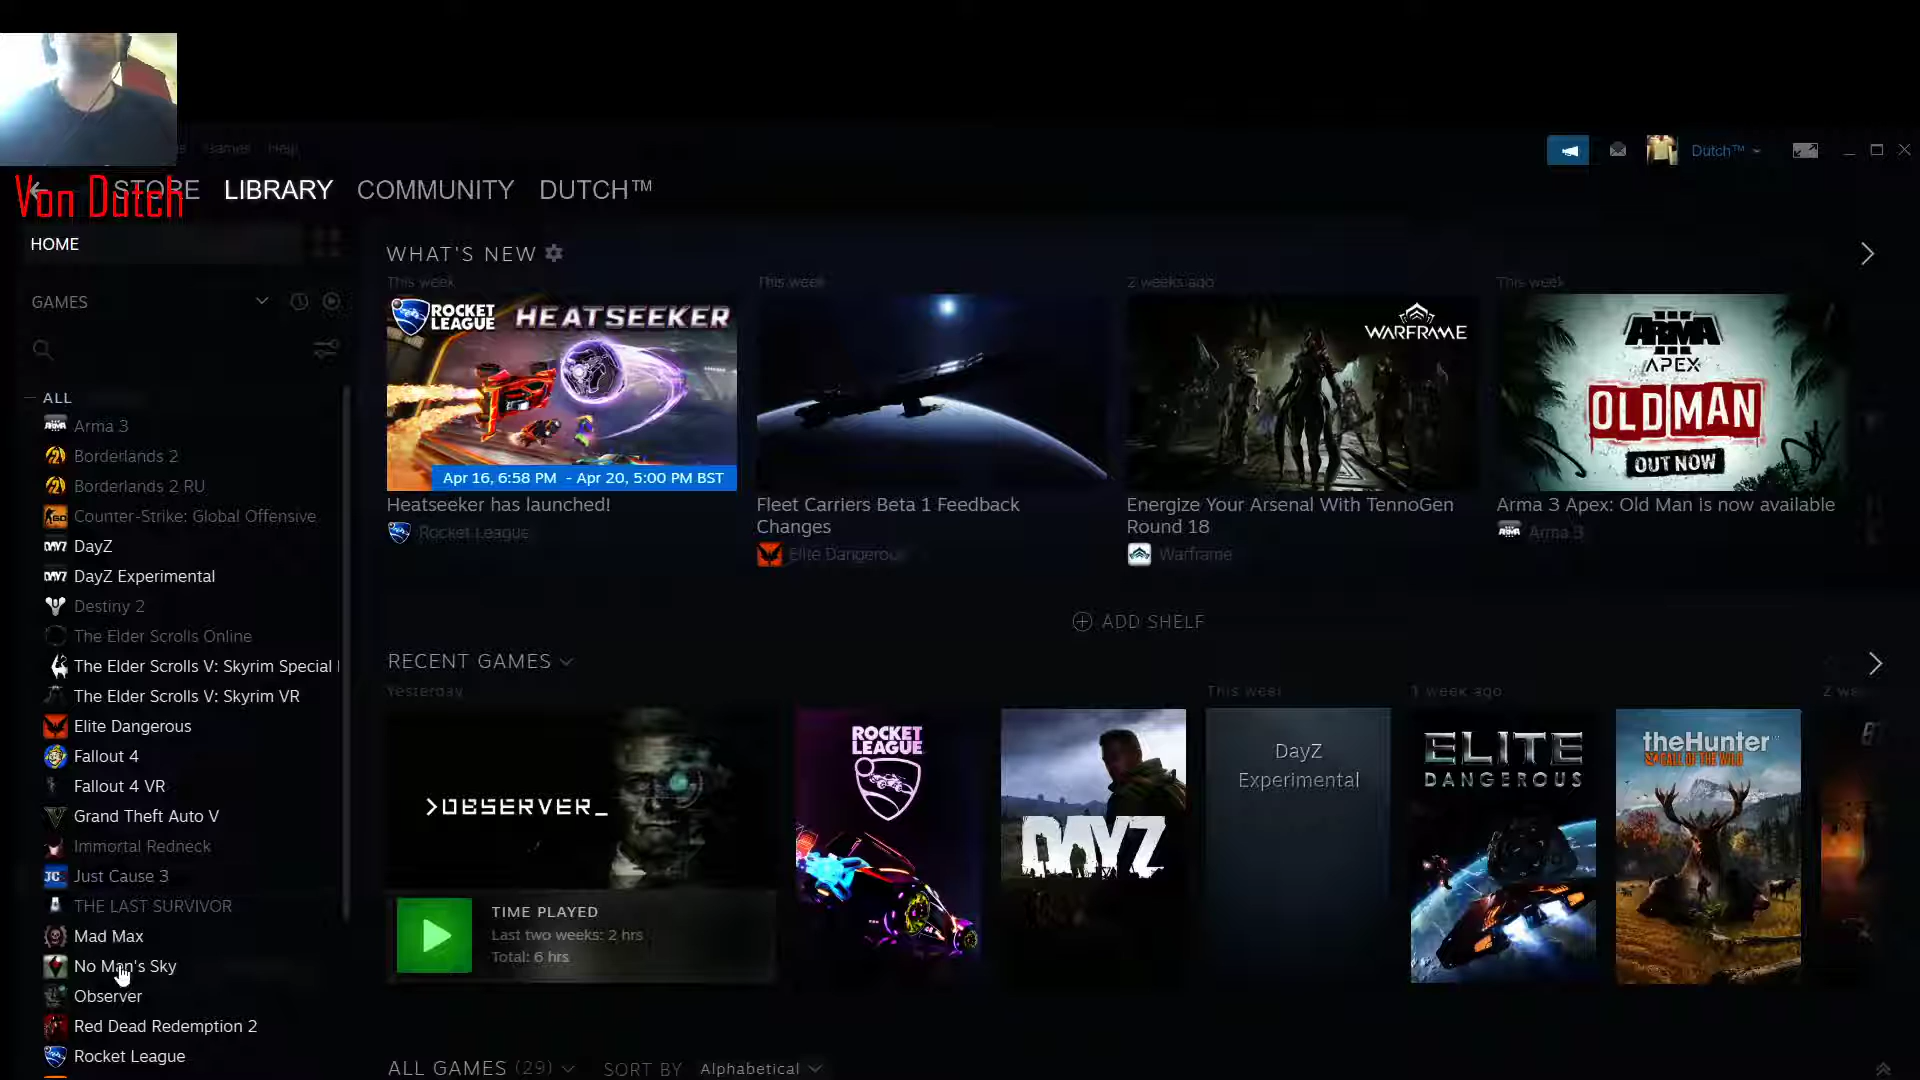 Games Help
Dutch™
Von Dutch
STORE LIBRARY COMMUNITY DUTCH™
HOME
GAMES
ALL
Arma 3
Borderlands 2
Borderlands 2 RU
Counter-Strike: Global Offensive
DayZ
DayZ Experimental
Destiny 2
The Elder Scrolls Online
The Elder Scrolls V: Skyrim Special
The Elder Scrolls V: Skyrim VR
Elite Dangerous
Fallout 4
Fallout 4 VR
Grand Theft Auto V
Immortal Redneck
Just Cause 3
THE LAST SURVIVOR
Mad Max
No Man's Sky
Observer
Red Dead Redemption 2
Rocket League
WHAT'S NEW
This week
ROCKET LEAGUE HEATSEEKER
Apr 16, 6:58 PM - Apr 20, 5:00 PM BST
Heatseeker has launched!
Rocket League
This week
Fleet Carriers Beta 1 Feedback
Changes
Elite Dangerous
2 weeks ago
WARFRAME
Energize Your Arsenal With TennoGen
Round 18
Warframe
This week
ARMA III
APEX
OLD MAN
OUT NOW
Arma 3 Apex: Old Man is now available
Arma 3
ADD SHELF
RECENT GAMES
Yesterday
>OBSERVER_
TIME PLAYED
Last two weeks: 2 hrs
Total: 6 hrs
ROCKET
LEAGUE
DAYZ
This week
DayZ
Experimental
1 week ago
ELITE
DANGEROUS
theHunter
CALL OF THE WILD
2 we
ALL GAMES (29) SORT BY Alphabetical